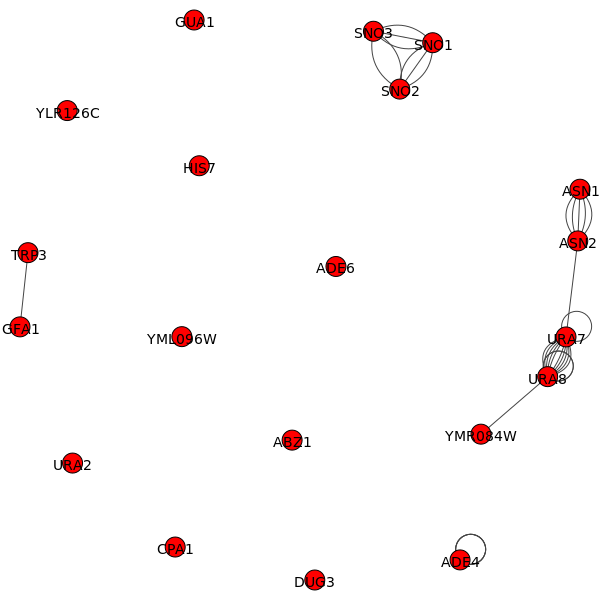 GUA1
SNO3
SNO1
SNO2
YLR126C
HIS7
ASN1
ASN2
TRP3
ADE6
GFA1
YML096W
URA7
URA8
ABZ1
YMR084W
URA2
CPA1
ADE4
DUG3